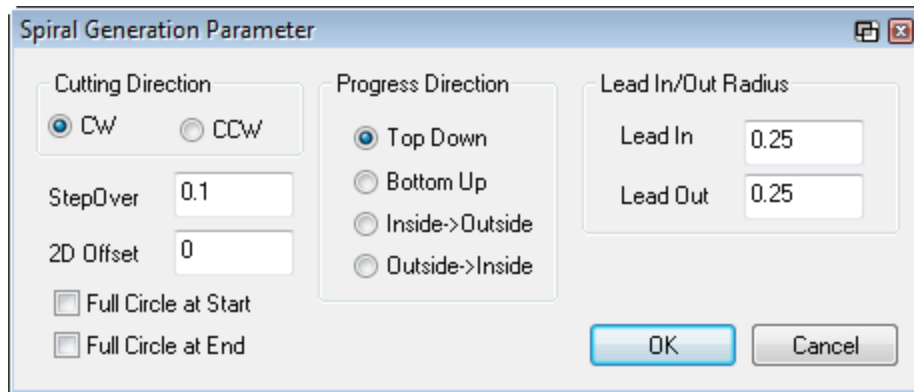 Spiral Generation Parameter
Cutting Direction
CW CCW
StepOver 0.1
2D Offset 0
Full Circle at Start
Full Circle at End
Progress Direction
Top Down
Bottom Up
Inside->Outside
Outside->Inside
Lead In/Out Radius
Lead In 0.25
Lead Out 0.25
OK Cancel